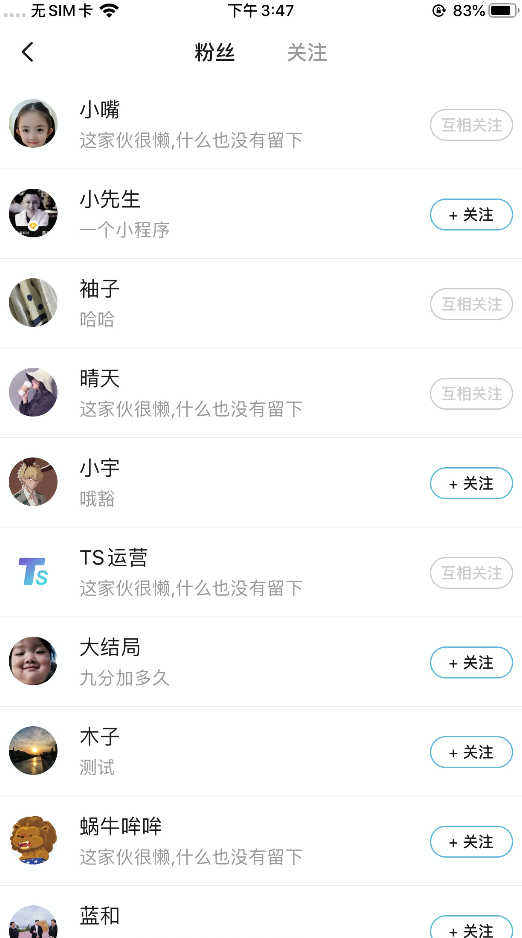 无SIM卡 下午3:47 83%
粉丝 关注
小嘴
这家伙很懒,什么也没有留下
互相关注
小先生
一个小程序
+ 关注
袖子
哈哈
互相关注
晴天
这家伙很懒,什么也没有留下
互相关注
小宇
哦豁
+ 关注
TS
TS运营
这家伙很懒,什么也没有留下
互相关注
大结局
九分加多久
+ 关注
木子
测试
+ 关注
蜗牛哞哞
这家伙很懒,什么也没有留下
+ 关注
蓝和
+ 关注